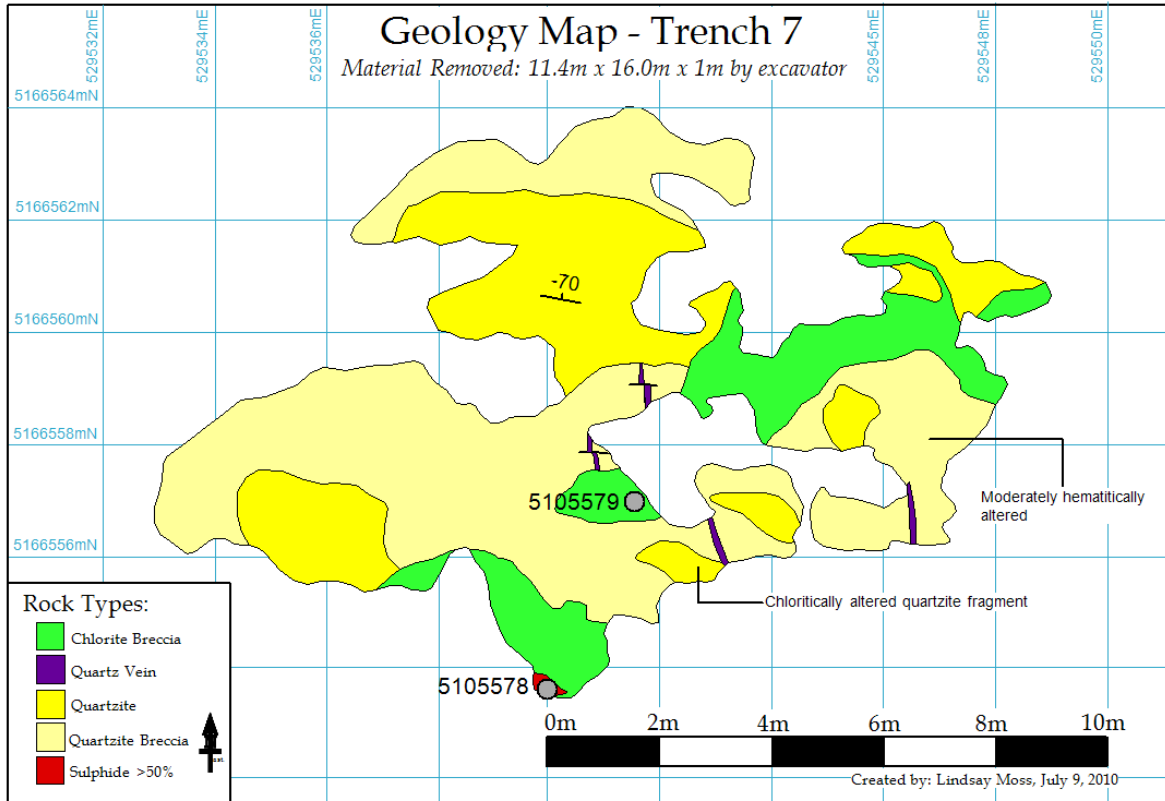 Geology Map - Trench 7
Material Removed: 11.4m x 16.0m x 1m by excavator
529532mE
529534mE
529536mE
529545mE
529548mE
529550mE
5166564mN
5166562mN
5166560mN
5166558mN
5166556mN
-70
5105579
5105578
Moderately hematitically
altered
Chloritically altered quartzite fragment
Rock Types:
Chlorite Breccia
Quartz Vein
Quartzite
Quartzite Breccia
Sulphide >50%
0m 2m 4m 6m 8m 10m
Created by: Lindsay Moss, July 9, 2010